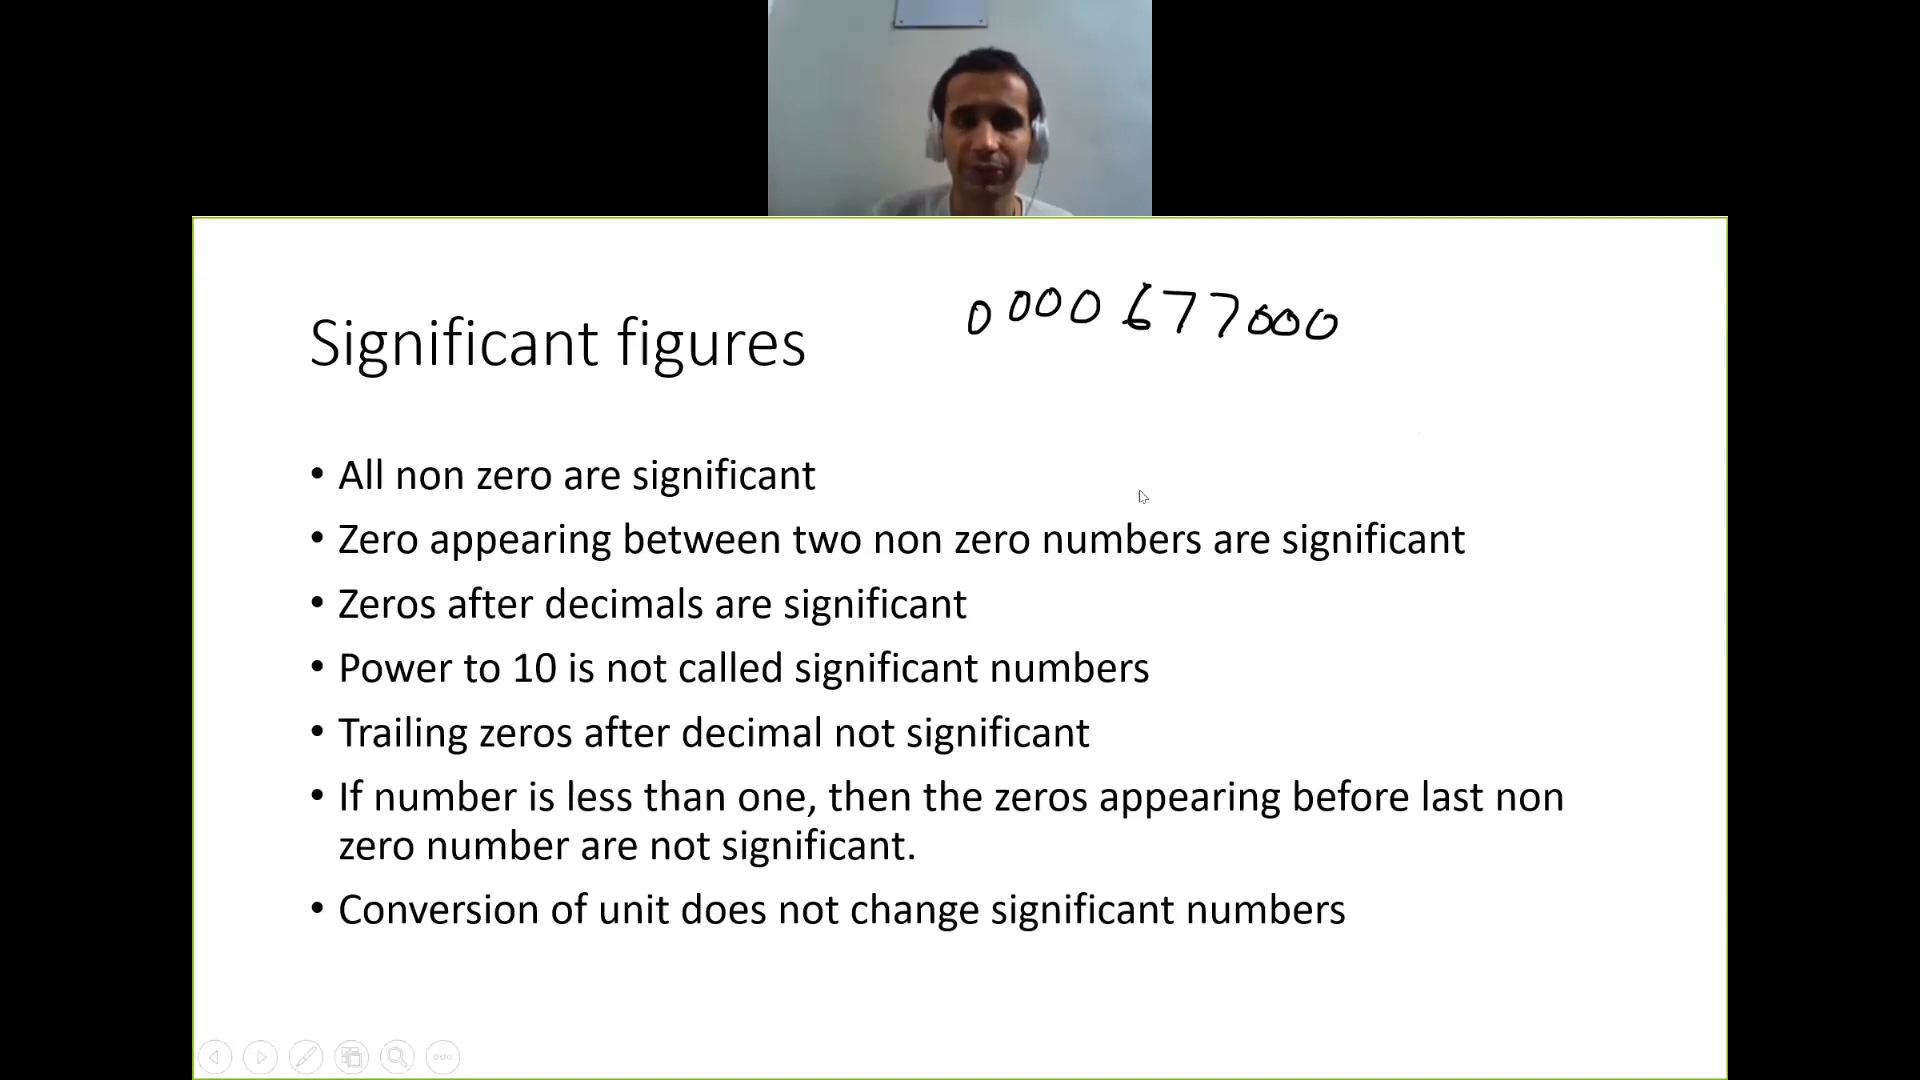 0000677000
Significant figures
• All non zero are significant
• Zero appearing between two non zero numbers are significant
• Zeros after decimals are significant
• Power to 10 is not called significant numbers
• Trailing zeros after decimal not significant
• If number is less than one, then the zeros appearing before last non
zero number are not significant.
• Conversion of unit does not change significant numbers